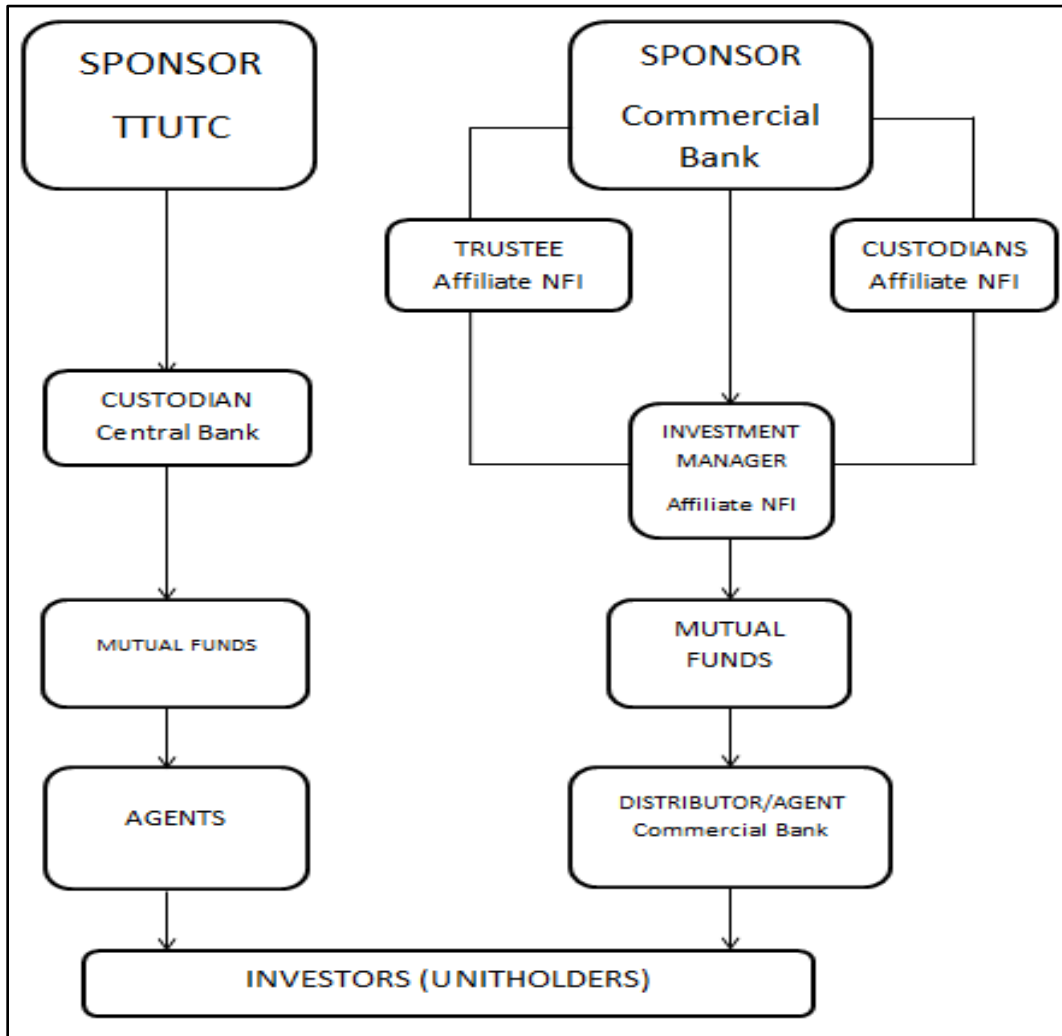 SPONSOR
TTUTC
SPONSOR
Commercial
Bank
TRUSTEE
Affiliate NFI
CUSTODIANS
Affiliate NFI
CUSTODIAN
Central Bank
INVESTMENT
MANAGER
Affiliate NFI
MUTUAL FUNDS
MUTUAL
FUNDS
AGENTS
DISTRIBUTOR/AGENT
Commercial Bank
INVESTORS (UNITHOLDERS)